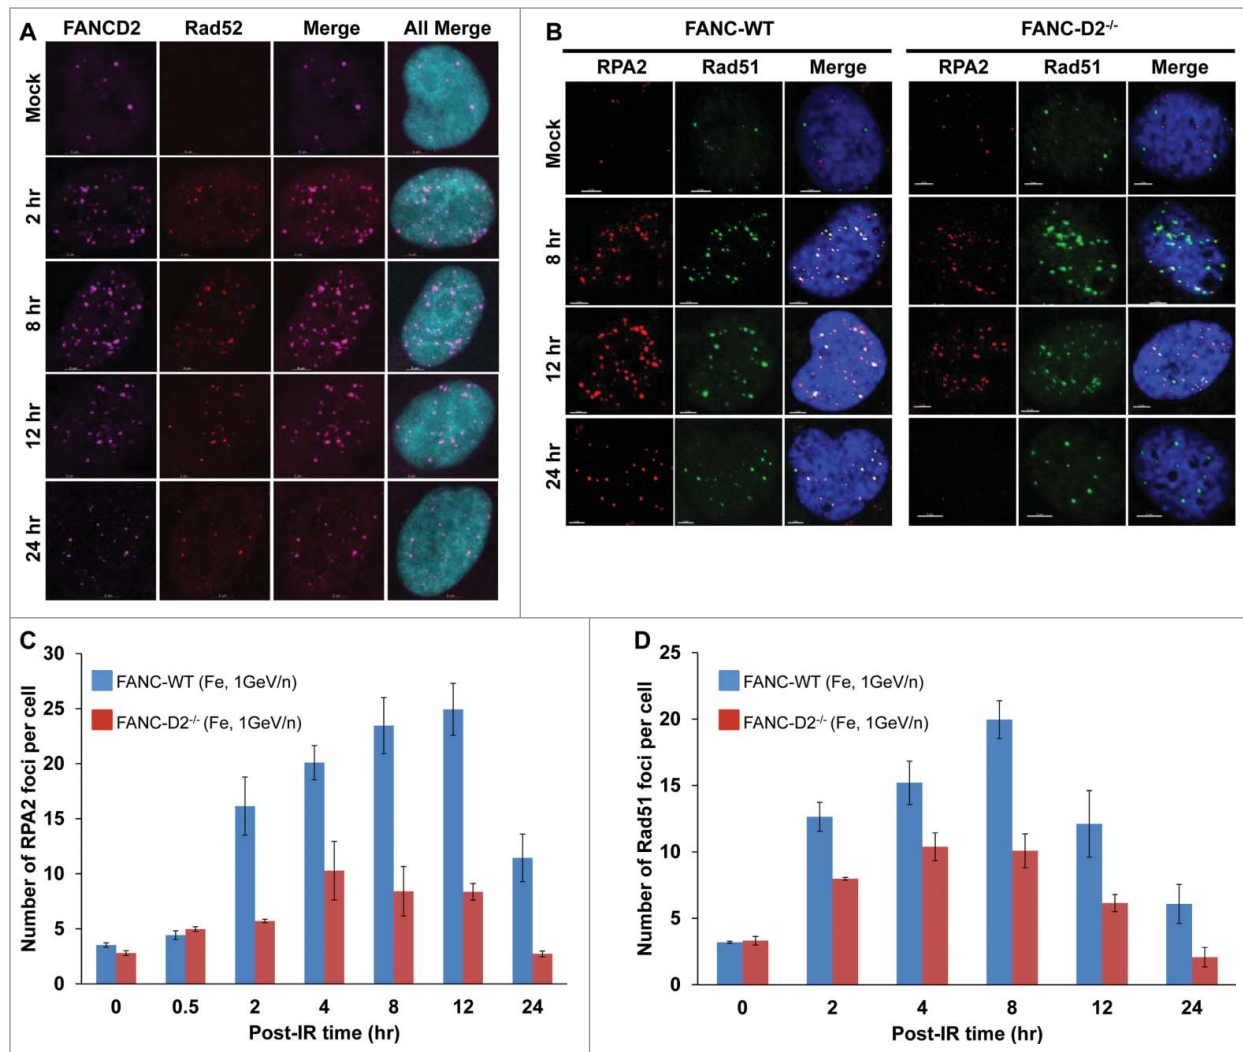 A
FANCD2 Rad52 Merge All Merge
Mock
2 hr
8 hr
12 hr
24 hr
B
FANC-WT FANC-D2-/-
RPA2 Rad51 Merge RPA2 Rad51 Merge
Mock
8 hr
12 hr
24 hr
C
Number of RPA2 foci per cell
30
25
20
15
10
5
0
FANC-WT (Fe, 1GeV/n)
FANC-D2-/- (Fe, 1GeV/n)
0 0.5 2 4 8 12 24
Post-IR time (hr)
D
Number of Rad51 foci per cell
25
20
15
10
5
0
FANC-WT (Fe, 1GeV/n)
FANC-D2-/- (Fe, 1GeV/n)
0 2 4 8 12 24
Post-IR time (hr)